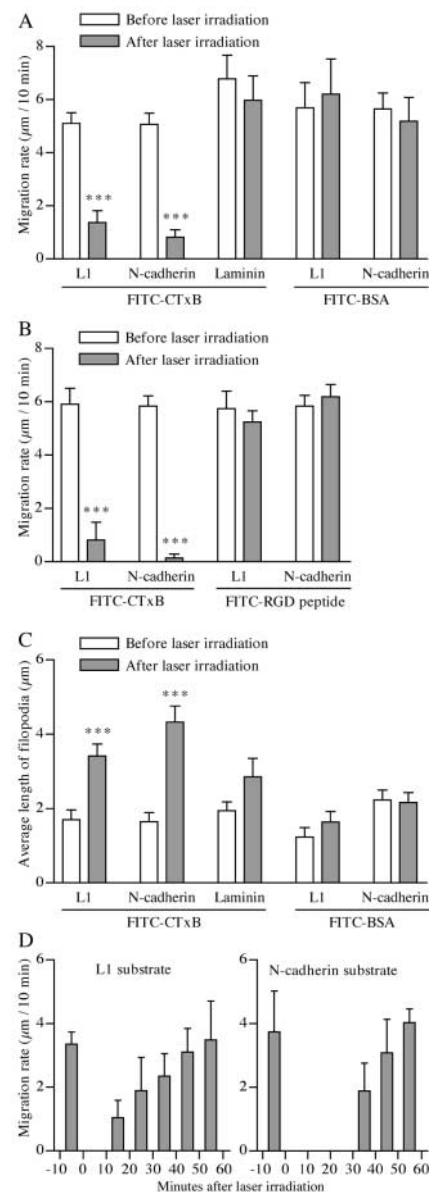 A
Before laser irradiation
After laser irradiation
Migration rate (µm / 10 min)
8
6
4
2
0
***
***
L1 N-cadherin Laminin L1 N-cadherin
FITC-CTxB FITC-BSA
B
Before laser irradiation
After laser irradiation
Migration rate (µm / 10 min)
8
6
4
2
0
***
***
L1 N-cadherin L1 N-cadherin
FITC-CTxB FITC-RGD peptide
C
Before laser irradiation
After laser irradiation
Average length of filopodia (µm)
6
4
2
0
***
***
L1 N-cadherin Laminin L1 N-cadherin
FITC-CTxB FITC-BSA
D
L1 substrate N-cadherin substrate
Migration rate (µm / 10 min)
6
4
2
0
-10 0 10 20 30 40 50 60 -10 0 10 20 30 40 50 60
Minutes after laser irradiation